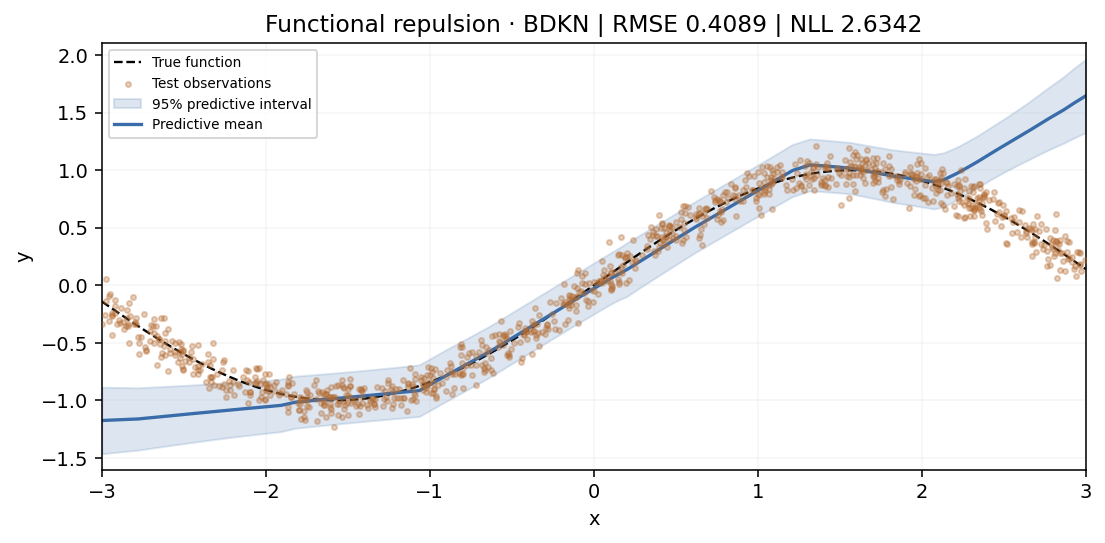 Functional repulsion · BDKN | RMSE 0.4089 | NLL 2.6342
2.0
1.5
1.0
0.5
0.0
−0.5
−1.0
−1.5
y
True function
Test observations
95% predictive interval
Predictive mean
−3 −2 −1 0 1 2 3
x